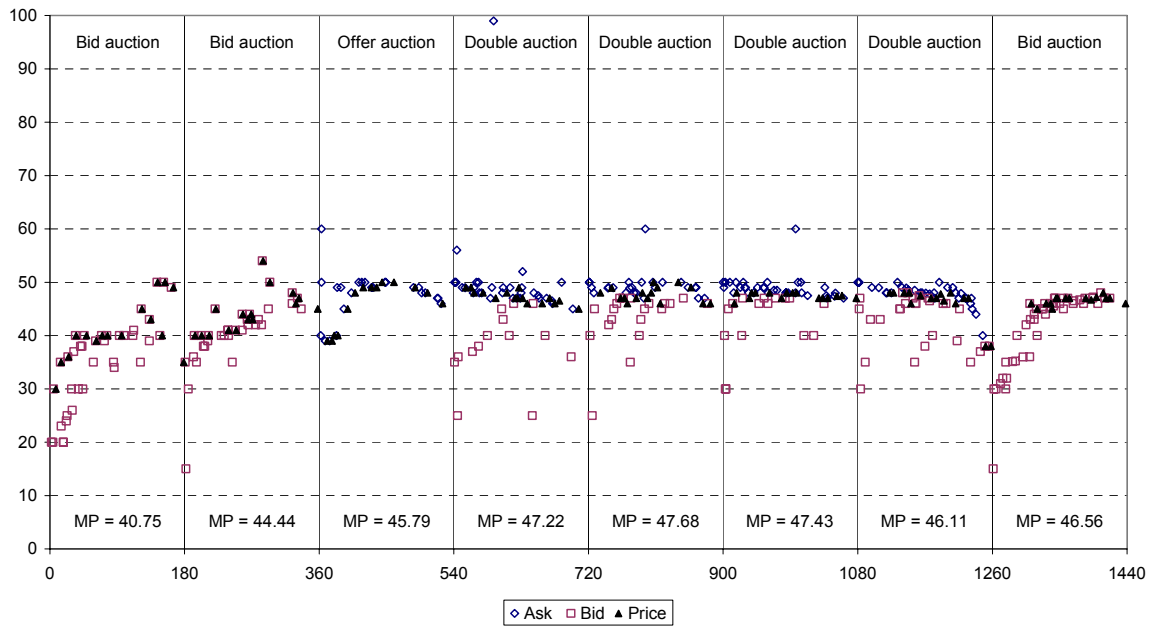 100
90
80
70
60
50
40
30
20
10
0
Bid auction Bid auction Offer auction Double auction Double auction Double auction Double auction Bid auction
MP = 40.75 MP = 44.44 MP = 45.79 MP = 47.22 MP = 47.68 MP = 47.43 MP = 46.11 MP = 46.56
0 180 360 540 720 900 1080 1260 1440
Ask Bid Price